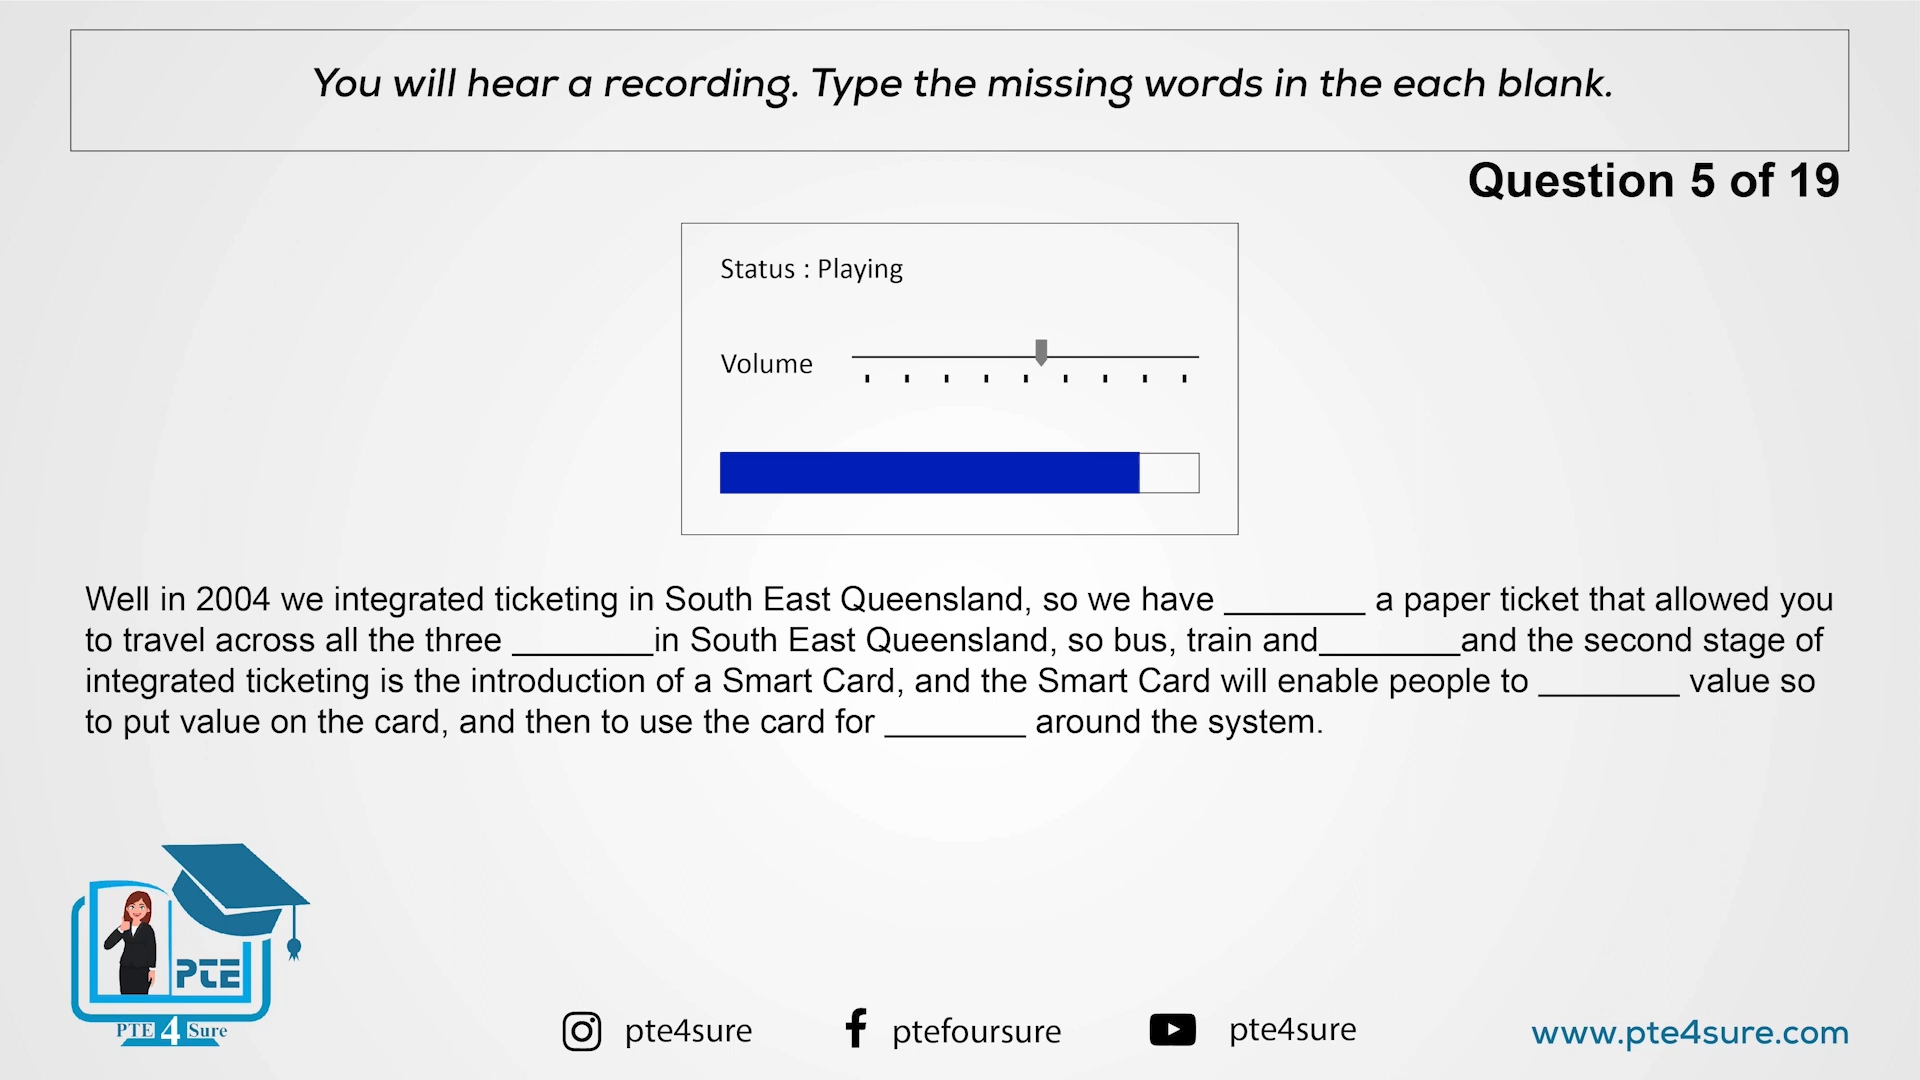 You will hear a recording. Type the missing words in the each blank.
Question 5 of 19
Status : Playing
Volume
Well in 2004 we integrated ticketing in South East Queensland, so we have ________ a paper ticket that allowed you
to travel across all the three ________in South East Queensland, so bus, train and________and the second stage of
integrated ticketing is the introduction of a Smart Card, and the Smart Card will enable people to ________ value so
to put value on the card, and then to use the card for ________ around the system.
PTE
PTE 4 Sure
pte4sure
ptefoursure
pte4sure
www.pte4sure.com